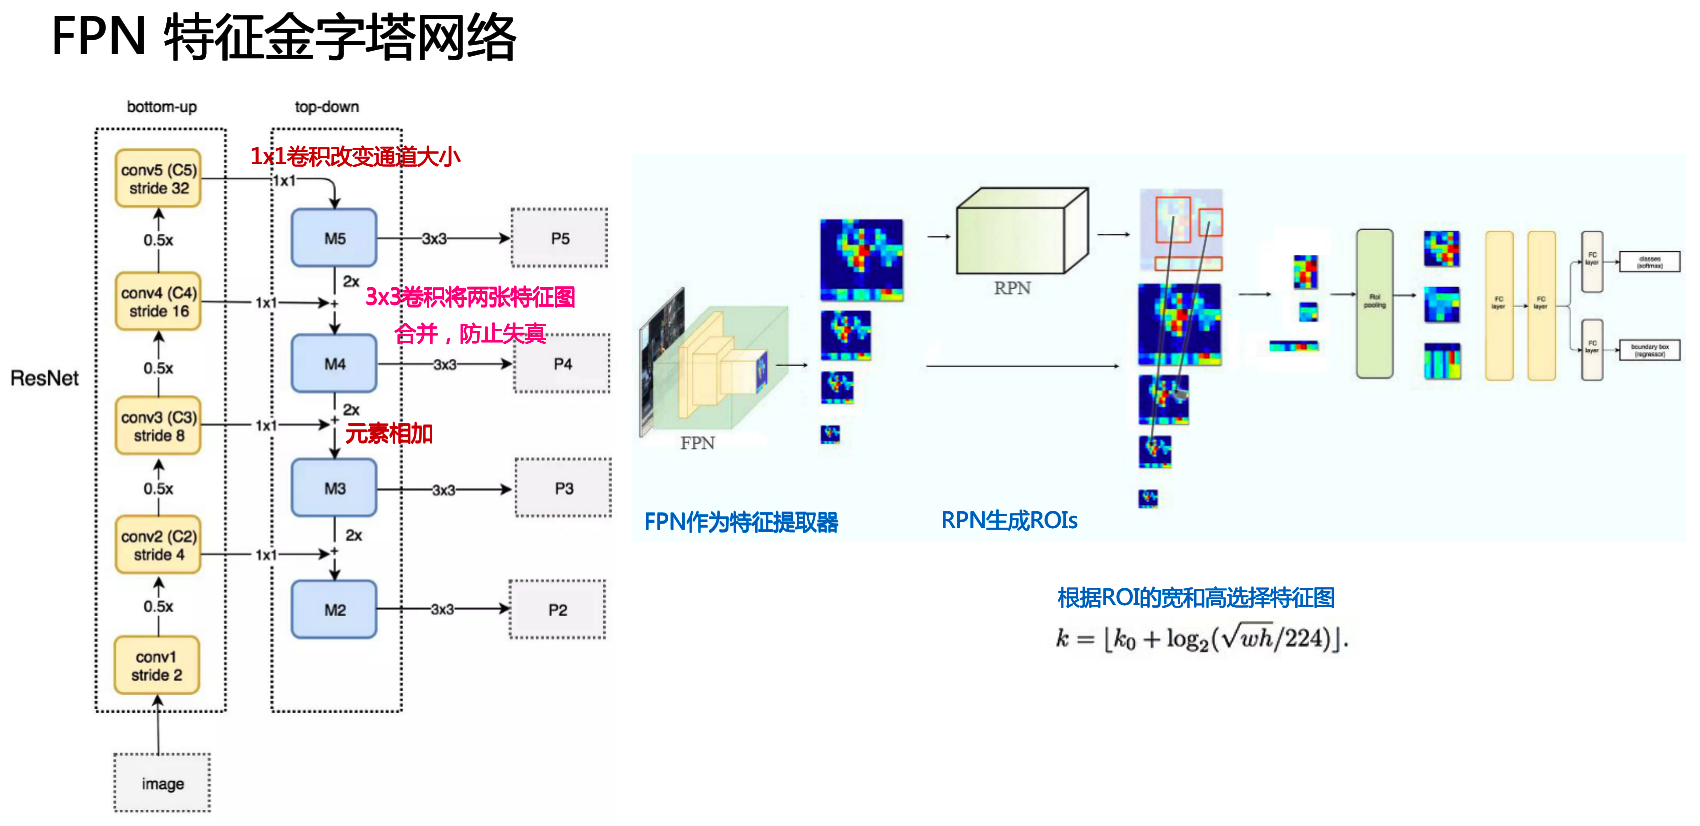 FPN 特征金字塔网络
bottom-up
top-down
1x1卷积改变通道大小
conv5 (C5)
stride 32
1x1
M5
3x3
P5
0.5x
2x
3x3卷积将两张特征图
合并，防止失真
conv4 (C4)
stride 16
1x1
+
M4
3x3
P4
ResNet
0.5x
2x
+
元素相加
conv3 (C3)
stride 8
1x1
M3
3x3
P3
0.5x
2x
+
conv2 (C2)
stride 4
1x1
M2
3x3
P2
0.5x
conv1
stride 2
image
FPN
RPN
RoI
pooling
FC
layer
FC
layer
FC
layer
FC
layer
classes
(softmax)
boundary box
(regressor)
FPN作为特征提取器
RPN生成ROIs
根据ROI的宽和高选择特征图
k = ⌊k₀ + log₂(√wh/224)⌋.